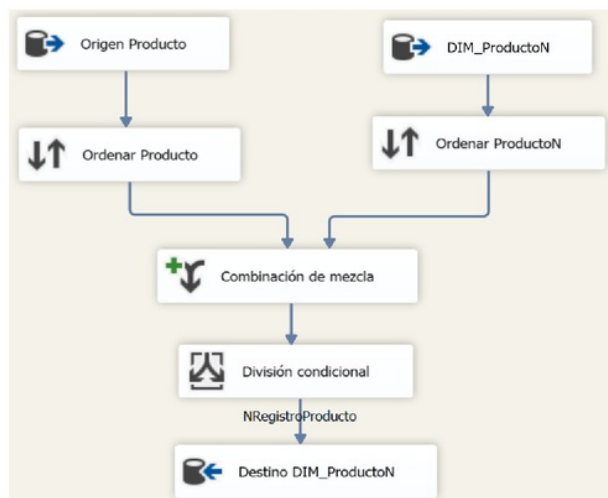 Origen Producto
DIM_ProductoN
Ordenar Producto
Ordenar ProductoN
Combinación de mezcla
División condicional
NRegistroProducto
Destino DIM_ProductoN